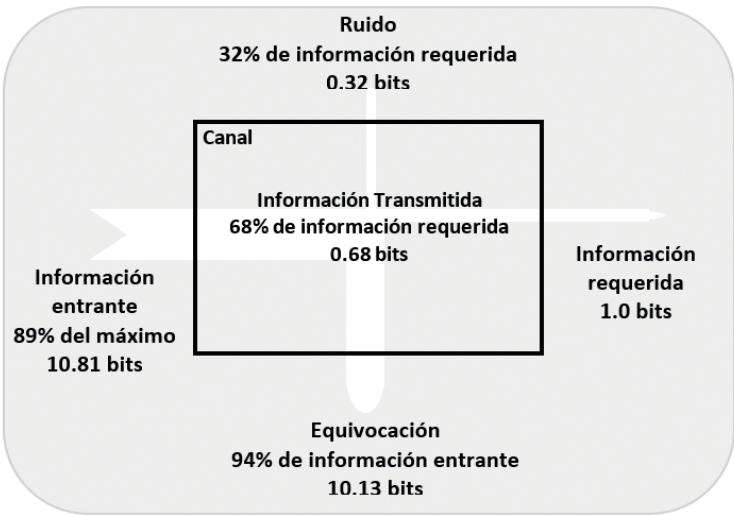 Ruido
32% de información requerida
0.32 bits
Canal
Información Transmitida
68% de información requerida
0.68 bits
Información
entrante
89% del máximo
10.81 bits
Información
requerida
1.0 bits
Equivocación
94% de información entrante
10.13 bits